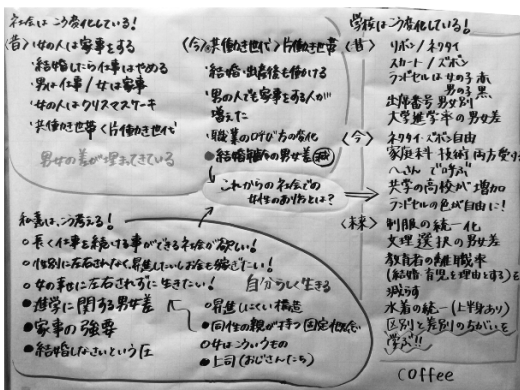 社会はこう変化している!
〈昔〉・女の人は家事をする
・結婚したら仕事はやめる
・男は仕事/女は家事
・女の人はクリスマスケーキ
・共働き世帯<片働き世代
男女の差が埋まってきている
〈今〉・共働き世代>片働き世帯
・結婚・出産後も働ける
・男の人でも家事をする人が
増えた
・職業の呼び方の変化
●結婚の男女差 減
これからの社会での
女性のあり方とは?
私達はこう考える!
○長く仕事を続ける事ができる社会が欲しい!
○性別に左右されなく、昇進したいしお金も稼ぎたい!
○女の事に左右されずに生きたい!
自分らしく生きる
●進学に関する男女差
●家事の強要
●結婚しなさいという圧
○昇進しにくい構造
●同性の親が持つ固定概念
○女はこういうもの
●上司(おじさんたち)
学校はこう変化している!
〈昔〉リボン/ネクタイ
スカート/ズボン
ランドセルは女の子 赤
男の子 黒
出席番号 男女別
大学進学率の男女差
〈今〉ネクタイ・ズボン自由
家庭科 技術 両方受ける
〜さん で呼ぶ
共学の高校が増加
ランドセルの色が自由に!
〈未来〉制服の統一化
文理選択の男女差
教育者の離職率
(結婚・育児を理由とする)を
減らす
水着の統一(上半身あり)
区別と差別のちがいを
学ぶ!!
coffee